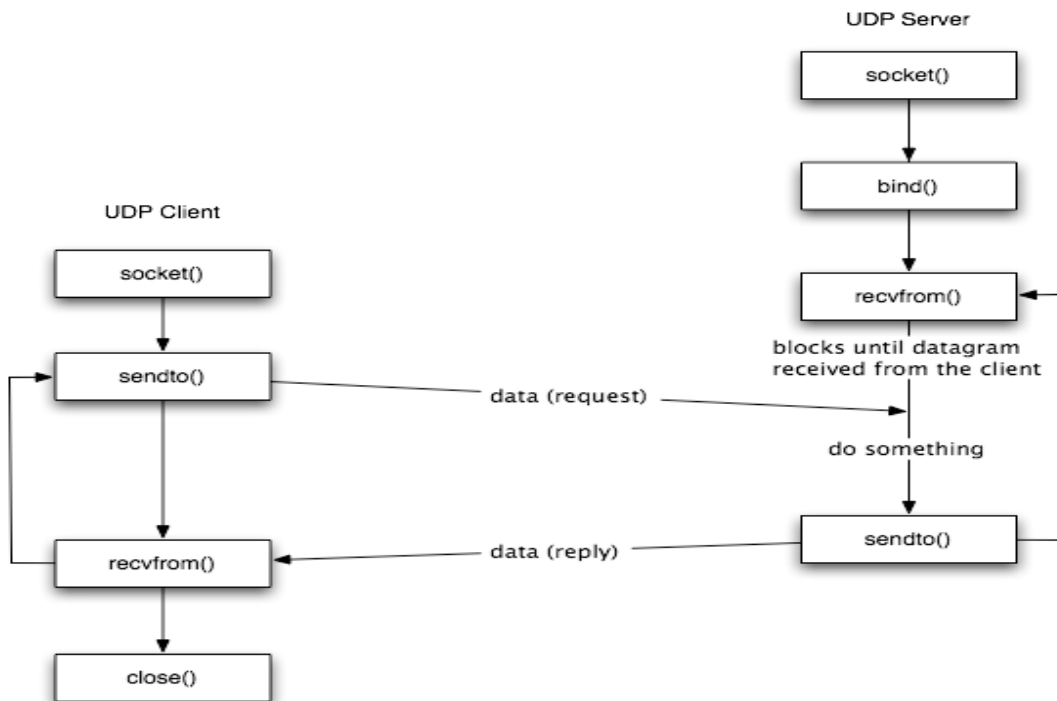 UDP Server
socket()
bind()
UDP Client
socket()
recvfrom()
blocks until datagram
received from the client
sendto()
data (request)
do something
sendto()
data (reply)
recvfrom()
close()